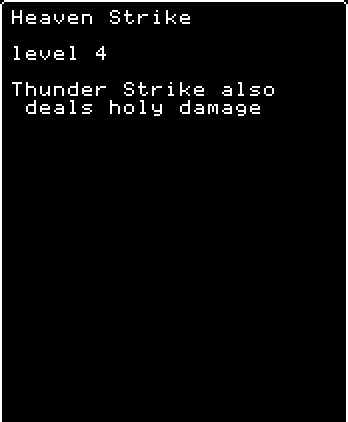 Heaven Strike
level 4
Thunder Strike also
deals holy damage